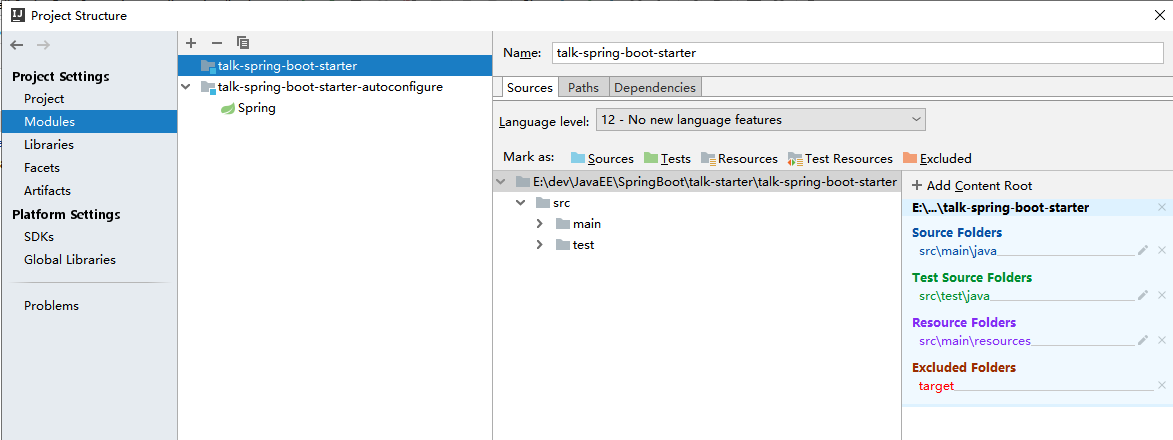 Project Structure
Project Settings
Project
Modules
Libraries
Facets
Artifacts
Platform Settings
SDKs
Global Libraries
Problems
talk-spring-boot-starter
talk-spring-boot-starter-autoconfigure
Spring
Name: talk-spring-boot-starter
Sources Paths Dependencies
Language level: 12 - No new language features
Mark as: Sources Tests Resources Test Resources Excluded
E:\dev\JavaEE\SpringBoot\talk-starter\talk-spring-boot-starter
src
main
test
+ Add Content Root
E:\...\talk-spring-boot-starter
Source Folders
src\main\java
Test Source Folders
src\test\java
Resource Folders
src\main\resources
Excluded Folders
target